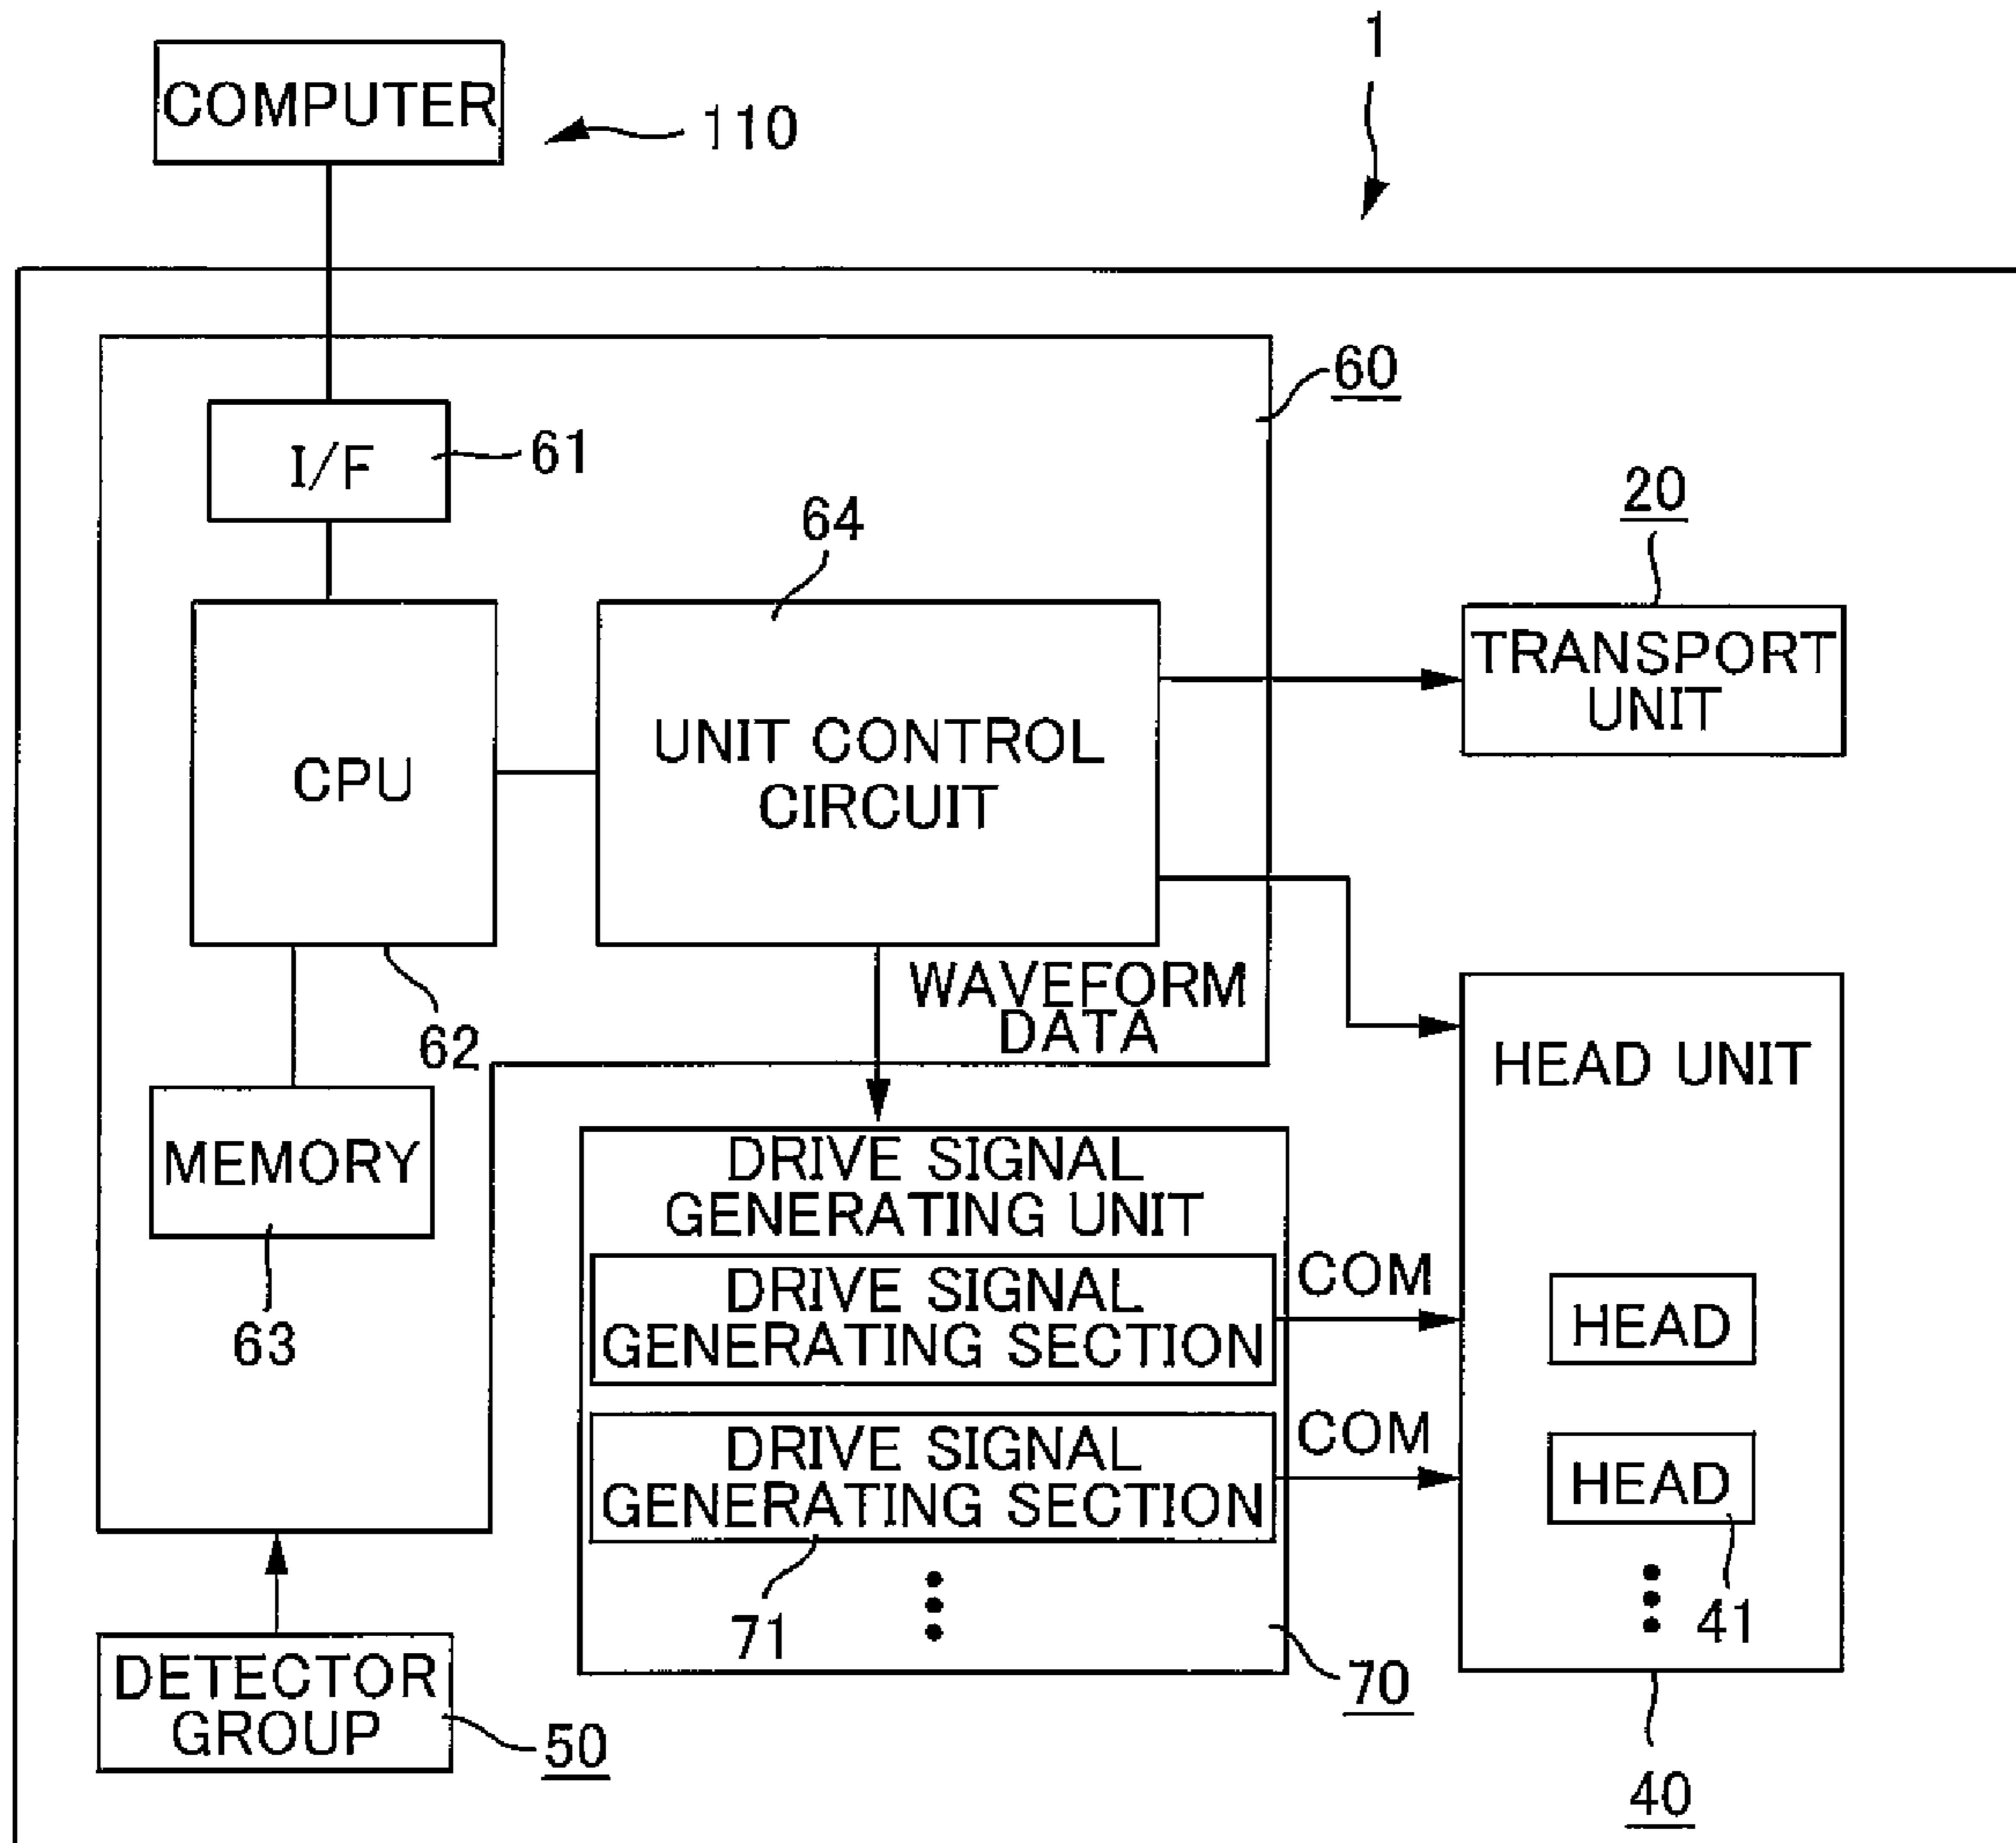 1
COMPUTER
110
60
I/F
61
20
64
TRANSPORT
UNIT
CPU
UNIT CONTROL
CIRCUIT
WAVEFORM
DATA
62
HEAD UNIT
MEMORY
63
DRIVE SIGNAL
GENERATING UNIT
DRIVE SIGNAL
GENERATING SECTION
COM
HEAD
DRIVE SIGNAL
GENERATING SECTION
COM
HEAD
71
41
70
DETECTOR
GROUP
50
40